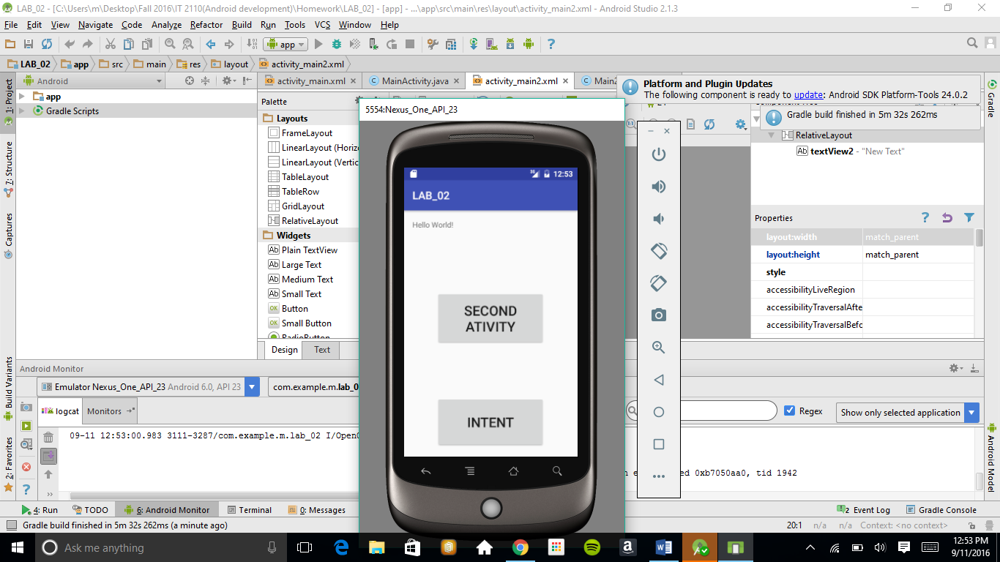 LAB_02 - [C:\Users\m\Desktop\Fall 2016\IT 2110(Android development)\Homework\LAB_02] - [app] - ...\app\src\main\res\layout\activity_main2.xml - Android Studio 2.1.3
File Edit View Navigate Code Analyze Refactor Build Run Tools VCS Window Help
app
LAB_02 app src main res layout activity_main2.xml
Android
activity_main.xml MainActivity.java activity_main2.xml Main2
Platform and Plugin Updates
The following component is ready to update: Android SDK Platform-Tools 24.0.2
Gradle build finished in 5m 32s 262ms
1: Project
Z: Structure
Captures
Build Variants
2: Favorites
app
Gradle Scripts
Palette
Layouts
FrameLayout
LinearLayout (Horiz
LinearLayout (Vertic
TableLayout
TableRow
GridLayout
RelativeLayout
Widgets
Plain TextView
Large Text
Medium Text
Small Text
Button
Small Button
RadioButton
Design Text
5554:Nexus_One_API_23
12:53
LAB_02
Hello World!
SECOND
ATIVITY
INTENT
RelativeLayout
textView2 - "New Text"
Properties
layout:width match_parent
layout:height match_parent
style
accessibilityLiveRegion
accessibilityTraversalAfte
accessibilityTraversalBefc
Gradle
Android Model
Android Monitor
Emulator Nexus_One_API_23 Android 6.0, API 23
com.example.m.lab_0
logcat Monitors
Regex
Show only selected application
09-11 12:53:00.983 3111-3287/com.example.m.lab_02 I/Open
ed 0xb7050aa0, tid 1942
4: Run TODO 6: Android Monitor Terminal 0: Messages 2 Event Log Gradle Console
Gradle build finished in 5m 32s 262ms (a minute ago) 20:1 n/a n/a Context: <no context>
Ask me anything
12:53 PM
9/11/2016